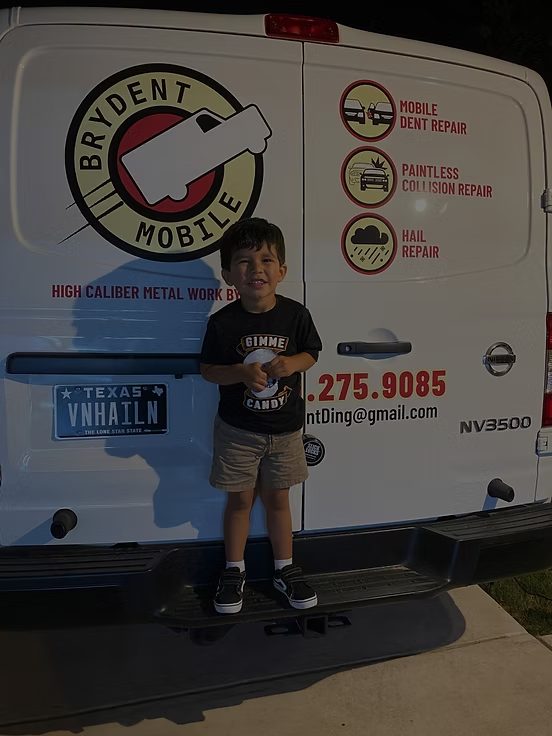 BRYDENT
MOBILE
MOBILE
DENT REPAIR
PAINTLESS
COLLISION REPAIR
HAIL
REPAIR
HIGH CALIBER METAL WORK BY
GIMME
CANDY
.275.9085
ntDing@gmail.com
TEXAS
VNHAILN
THE LONE STAR STATE
NV3500